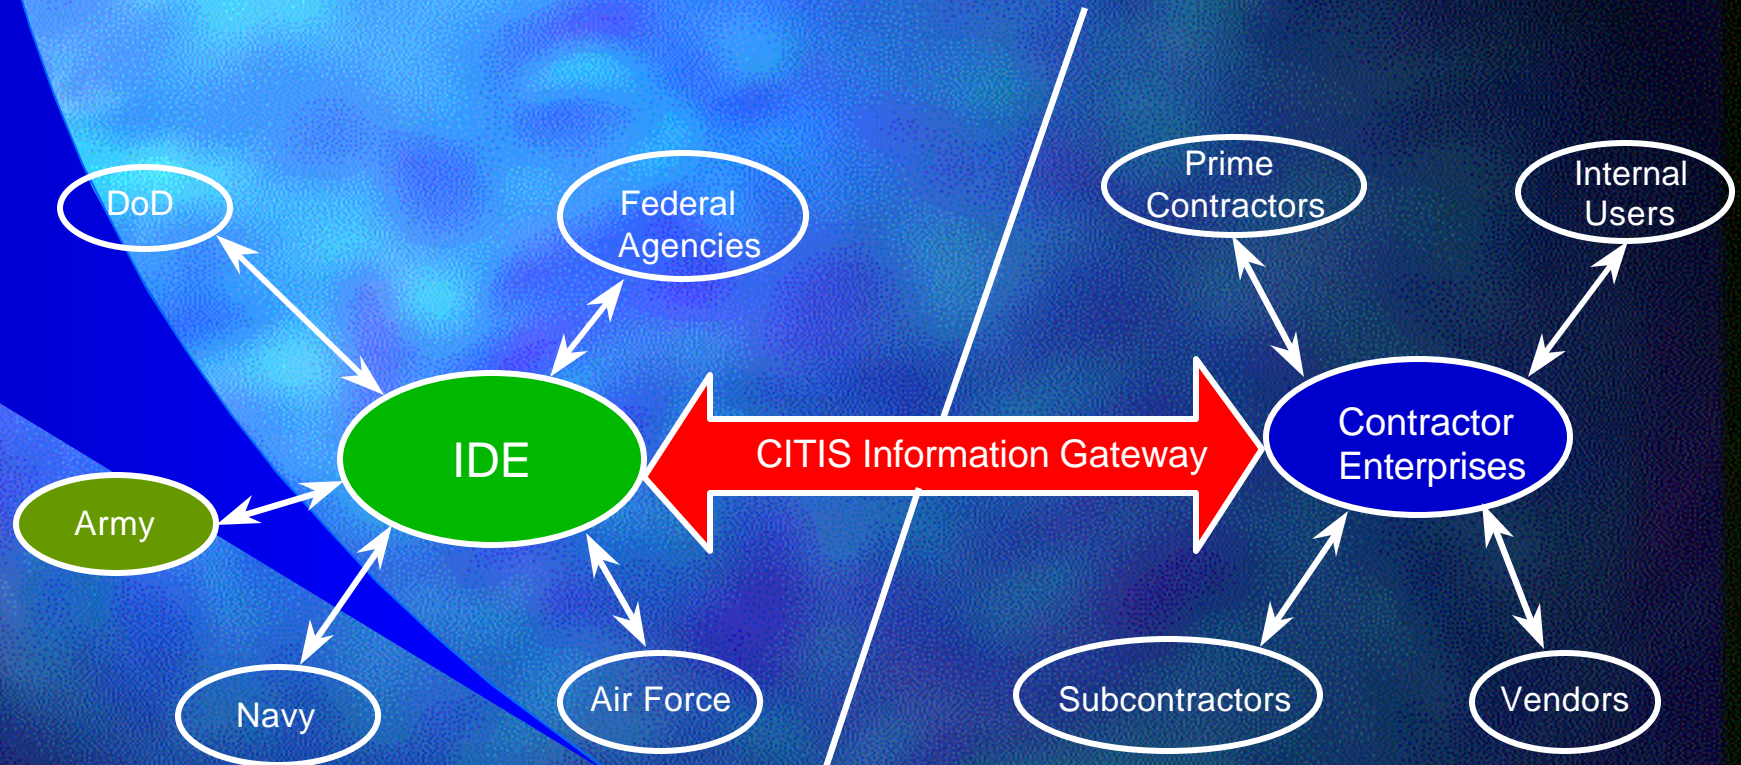 DoD
Federal
Agencies
Prime
Contractors
Internal
Users
IDE
CITIS Information Gateway
Contractor
Enterprises
Army
Navy
Air Force
Subcontractors
Vendors